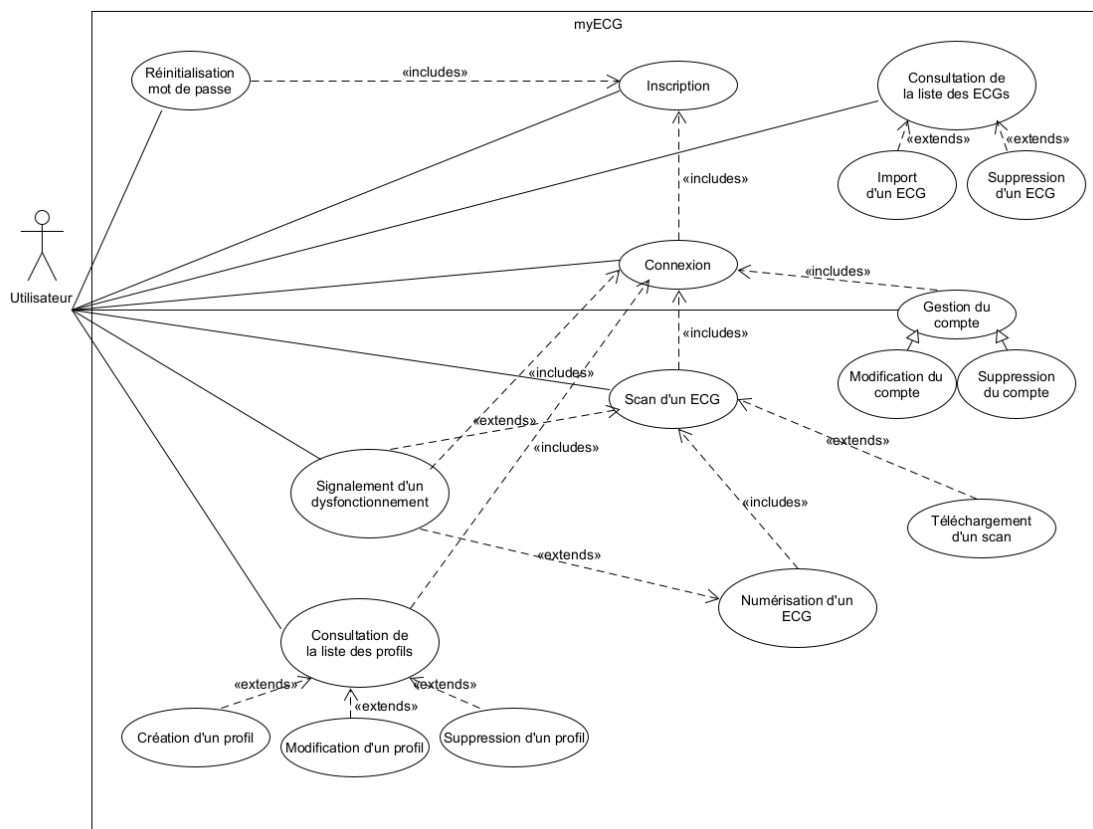 myECG
Réinitialisation
mot de passe
«includes»
Inscription
Consultation de
la liste des ECGs
«extends»
«extends»
Import
d'un ECG
Suppression
d'un ECG
«includes»
Utilisateur
Connexion
«includes»
Gestion du
compte
«includes»
Modification du
compte
Suppression
du compte
«includes»
Scan d'un ECG
«extends»
«extends»
«includes»
Signalement d'un
dysfonctionnement
«includes»
Téléchargement
d'un scan
«extends»
Numérisation d'un
ECG
Consultation de
la liste des profils
«extends»
«extends»
«extends»
Création d'un profil
Modification d'un profil
Suppression d'un profil